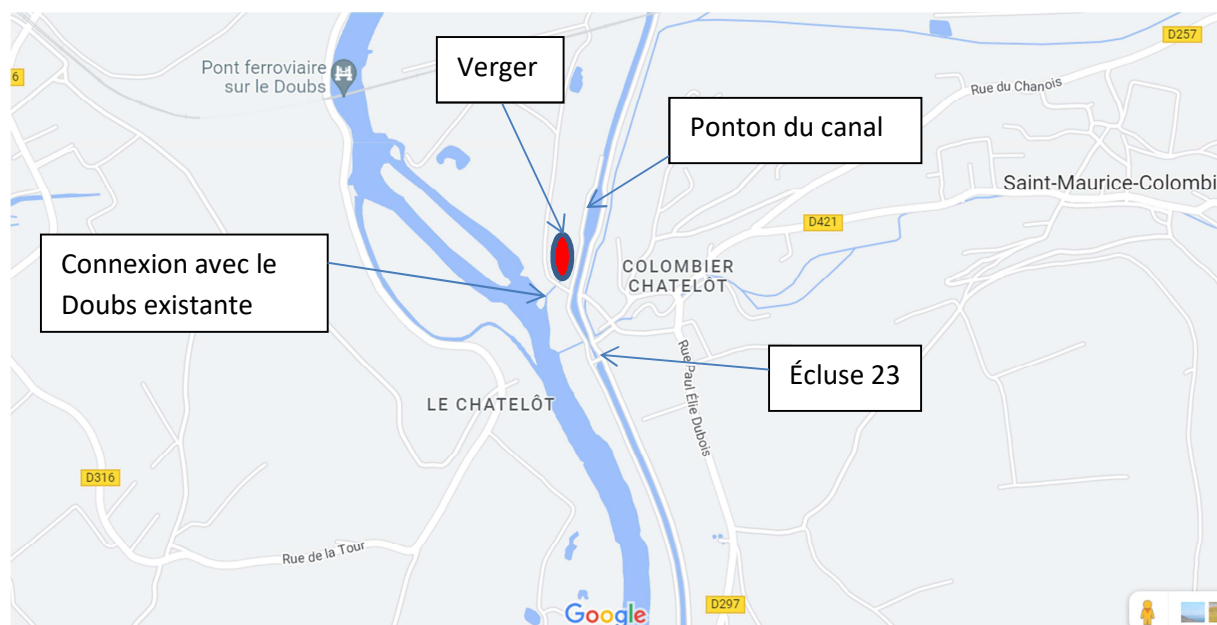 D257
Verger
Pont ferroviaire
sur le Doubs
6
Rue du Chanois
Ponton du canal
Saint-Maurice-Colombi
D421
Connexion avec le
Doubs existante
COLOMBIER
CHATELÔT
Écluse 23
Rue Paul Élie Dubois
LE CHATELÔT
D316
Rue de la Tour
D297
Google